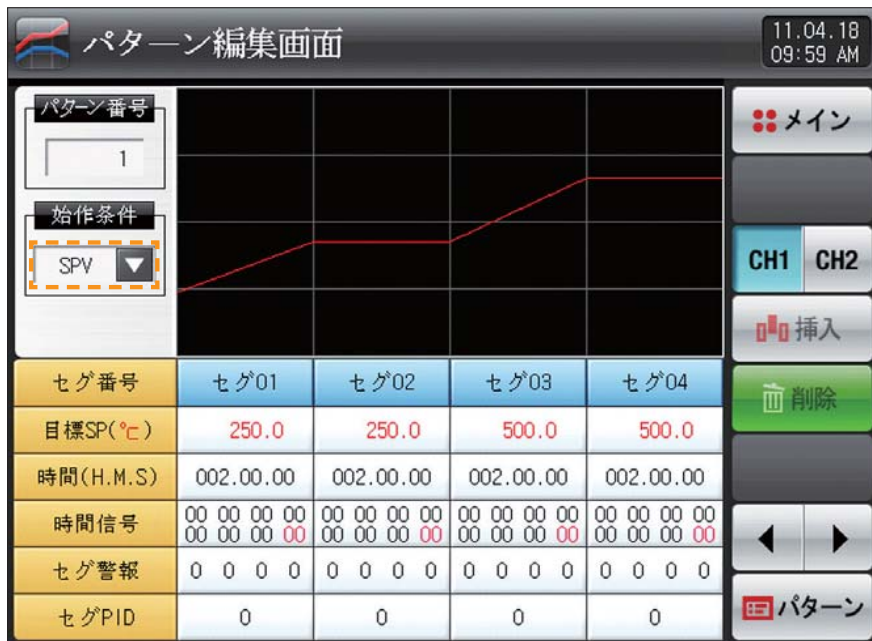 パターン編集画面
11.04.18
09:59 AM
パターン番号
1
始作条件
SPV
メイン
CH1 CH2
挿入
削除
パターン
セグ番号 セグ01 セグ02 セグ03 セグ04
目標SP(℃) 250.0 250.0 500.0 500.0
時間(H.M.S) 002.00.00 002.00.00 002.00.00 002.00.00
時間信号 00 00 00 00 00 00 00 00 00 00 00 00 00 00 00 00
00 00 00 00 00 00 00 00 00 00 00 00 00 00 00 00
セグ警報 0 0 0 0 0 0 0 0 0 0 0 0 0 0 0 0
セグPID 0 0 0 0